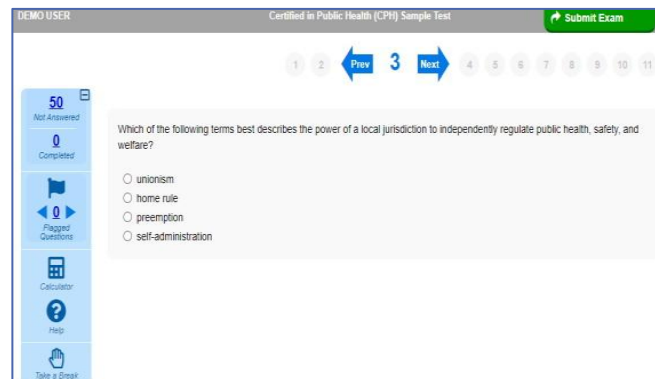 DEMO USER
Certified in Public Health (CPH) Sample Test
Submit Exam
1 2 Prev 3 Next 4 5 6 7 8 9 10 11
50
Not Answered
0
Completed
0
Flagged
Questions
Calculator
Help
Take a Break
Which of the following terms best describes the power of a local jurisdiction to independently regulate public health, safety, and
welfare?
unionism
home rule
preemption
self-administration